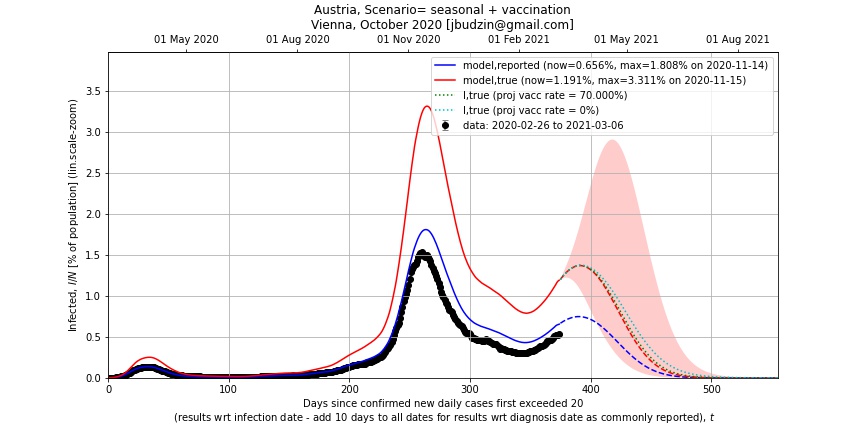 Austria, Scenario= seasonal + vaccination
Vienna, October 2020 [jbudzin@gmail.com]
01 May 2020 01 Aug 2020 01 Nov 2020 01 Feb 2021 01 May 2021 01 Aug 2021
model,reported (now=0.656%, max=1.808% on 2020-11-14)
model,true (now=1.191%, max=3.311% on 2020-11-15)
I,true (proj vacc rate = 70.000%)
I,true (proj vacc rate = 0%)
data: 2020-02-26 to 2021-03-06
Infected, I/N [% of population] (lin.scale-zoom)
3.5
3.0
2.5
2.0
1.5
1.0
0.5
0.0
0 100 200 300 400 500
Days since confirmed new daily cases first exceeded 20
(results wrt infection date - add 10 days to all dates for results wrt diagnosis date as commonly reported), t